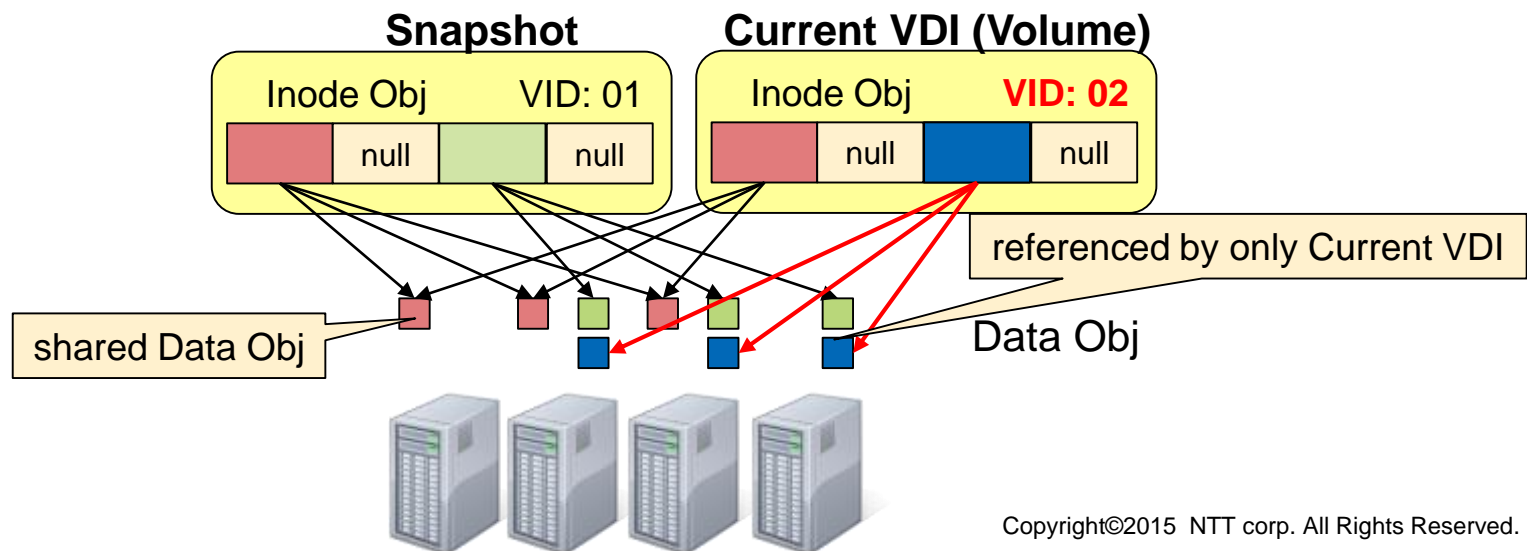 Snapshot
Current VDI (Volume)
Inode Obj VID: 01
null null
Inode Obj VID: 02
null null
referenced by only Current VDI
shared Data Obj
Data Obj
Copyright©2015 NTT corp. All Rights Reserved.